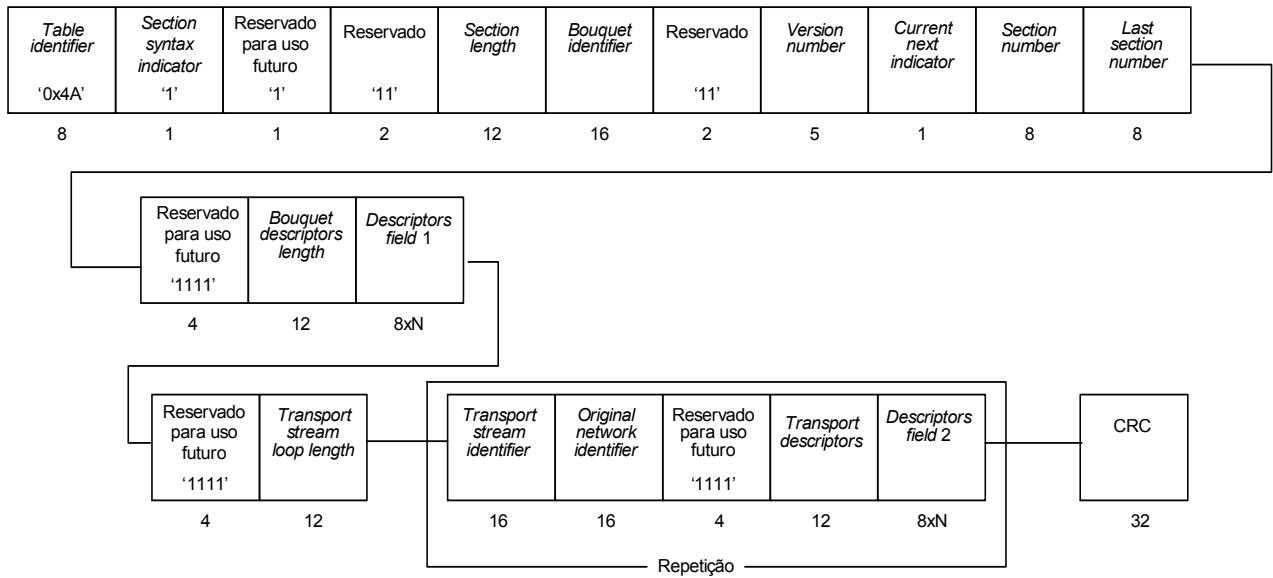 Table identifier '0x4A'
Section syntax indicator '1'
Reservado para uso futuro '1'
Reservado '11'
Section length
Bouquet identifier
Reservado '11'
Version number
Current next indicator
Section number
Last section number
8 1 1 2 12 16 2 5 1 8 8
Reservado para uso futuro '1111'
Bouquet descriptors length
Descriptors field 1
4 12 8xN
Reservado para uso futuro '1111'
Transport stream loop length
Transport stream identifier
Original network identifier
Reservado para uso futuro '1111'
Transport descriptors
Descriptors field 2
CRC
4 12 16 16 4 12 8xN 32
Repetição